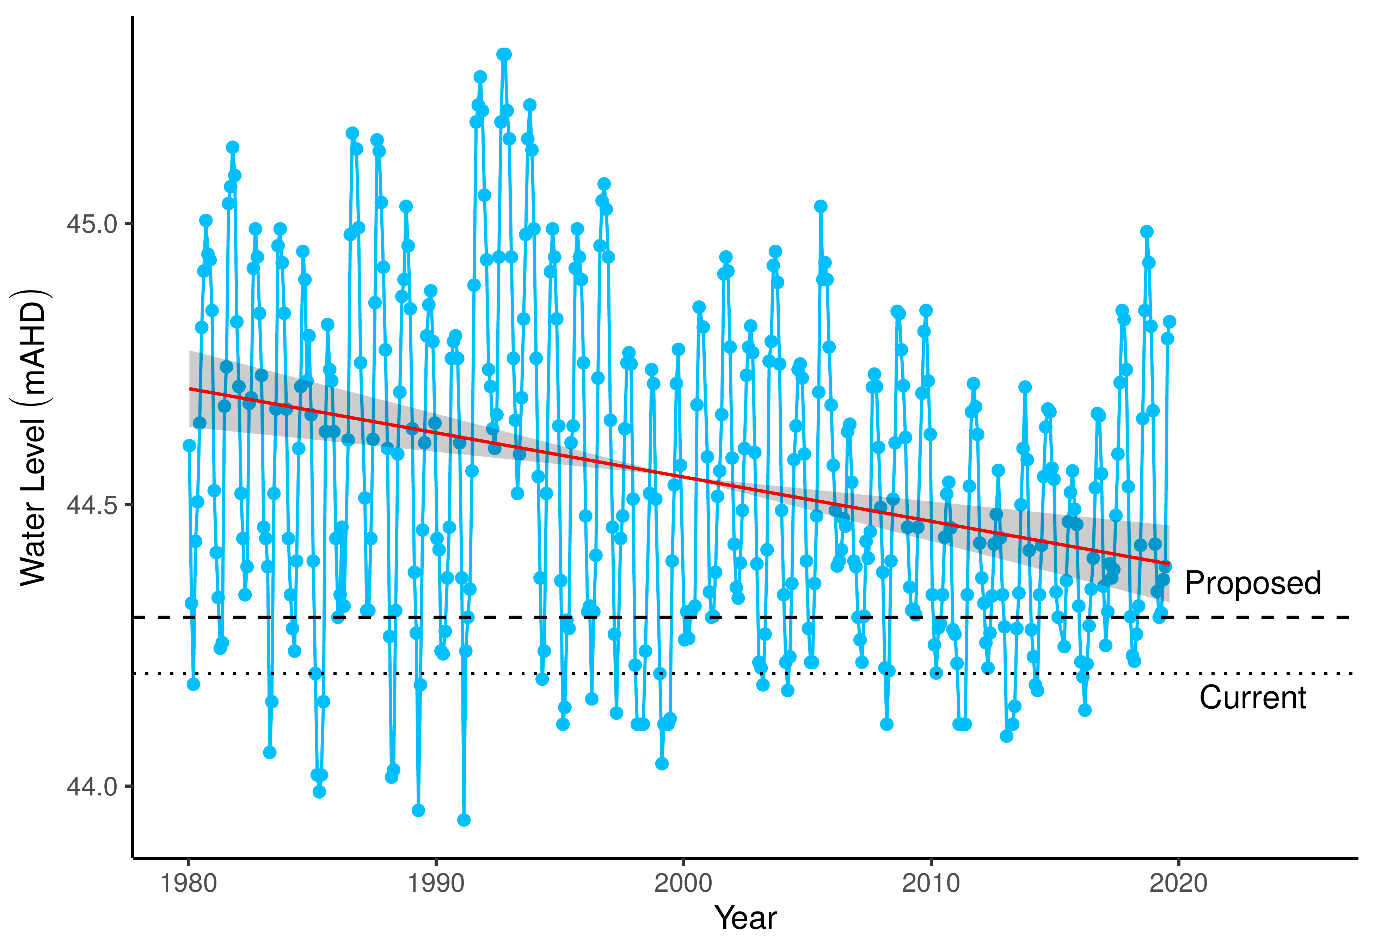 Water Level (mAHD)
45.0
44.5
44.0
Proposed
Current
1980 1990 2000 2010 2020
Year